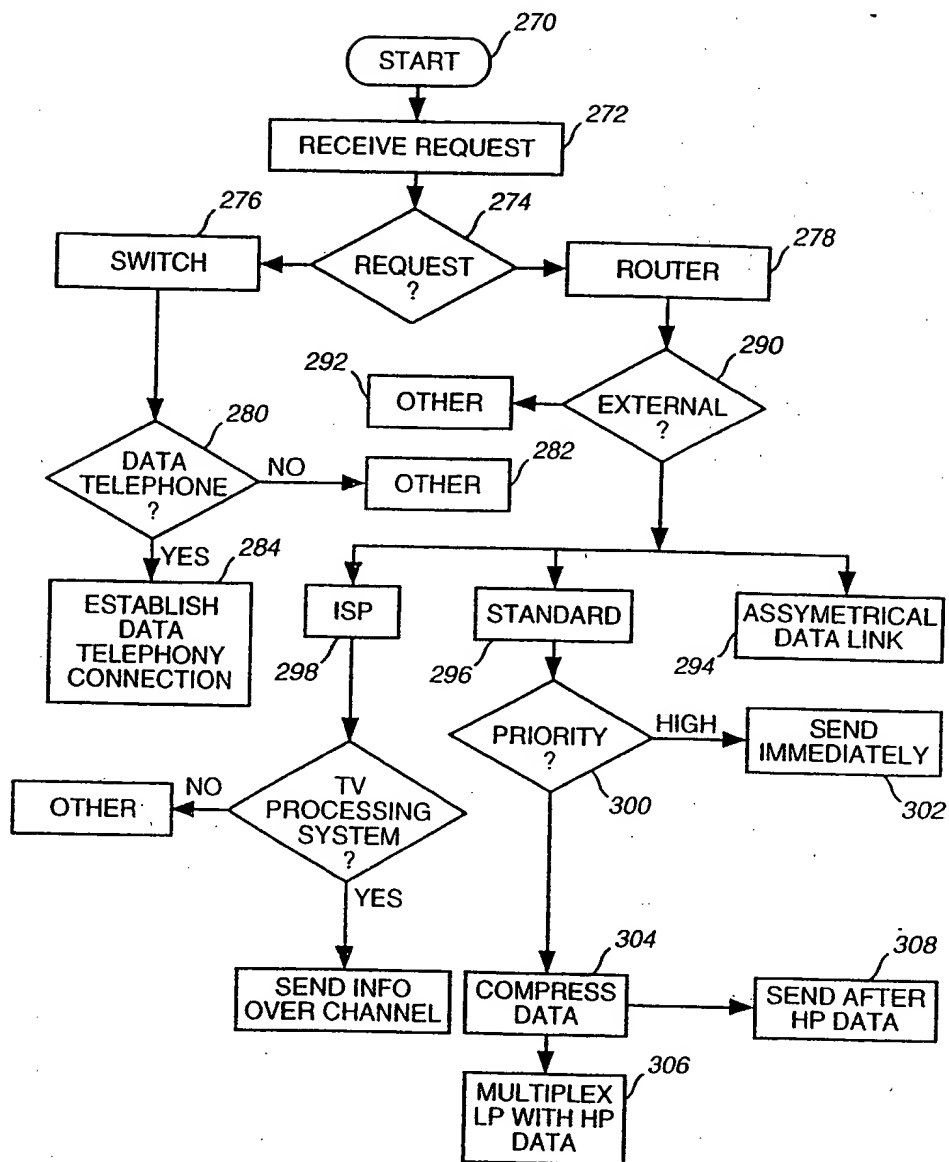 270
START
272
RECEIVE REQUEST
276
274
278
SWITCH
REQUEST
?
ROUTER
290
292
OTHER
EXTERNAL
?
280
282
DATA
TELEPHONE
?
NO
OTHER
YES
284
ESTABLISH
DATA
TELEPHONY
CONNECTION
ISP
298
STANDARD
296
ASSYMETRICAL
DATA LINK
294
PRIORITY
?
300
HIGH
SEND
IMMEDIATELY
302
OTHER
NO
TV
PROCESSING
SYSTEM
?
YES
SEND INFO
OVER CHANNEL
304
COMPRESS
DATA
308
SEND AFTER
HP DATA
306
MULTIPLEX
LP WITH HP
DATA